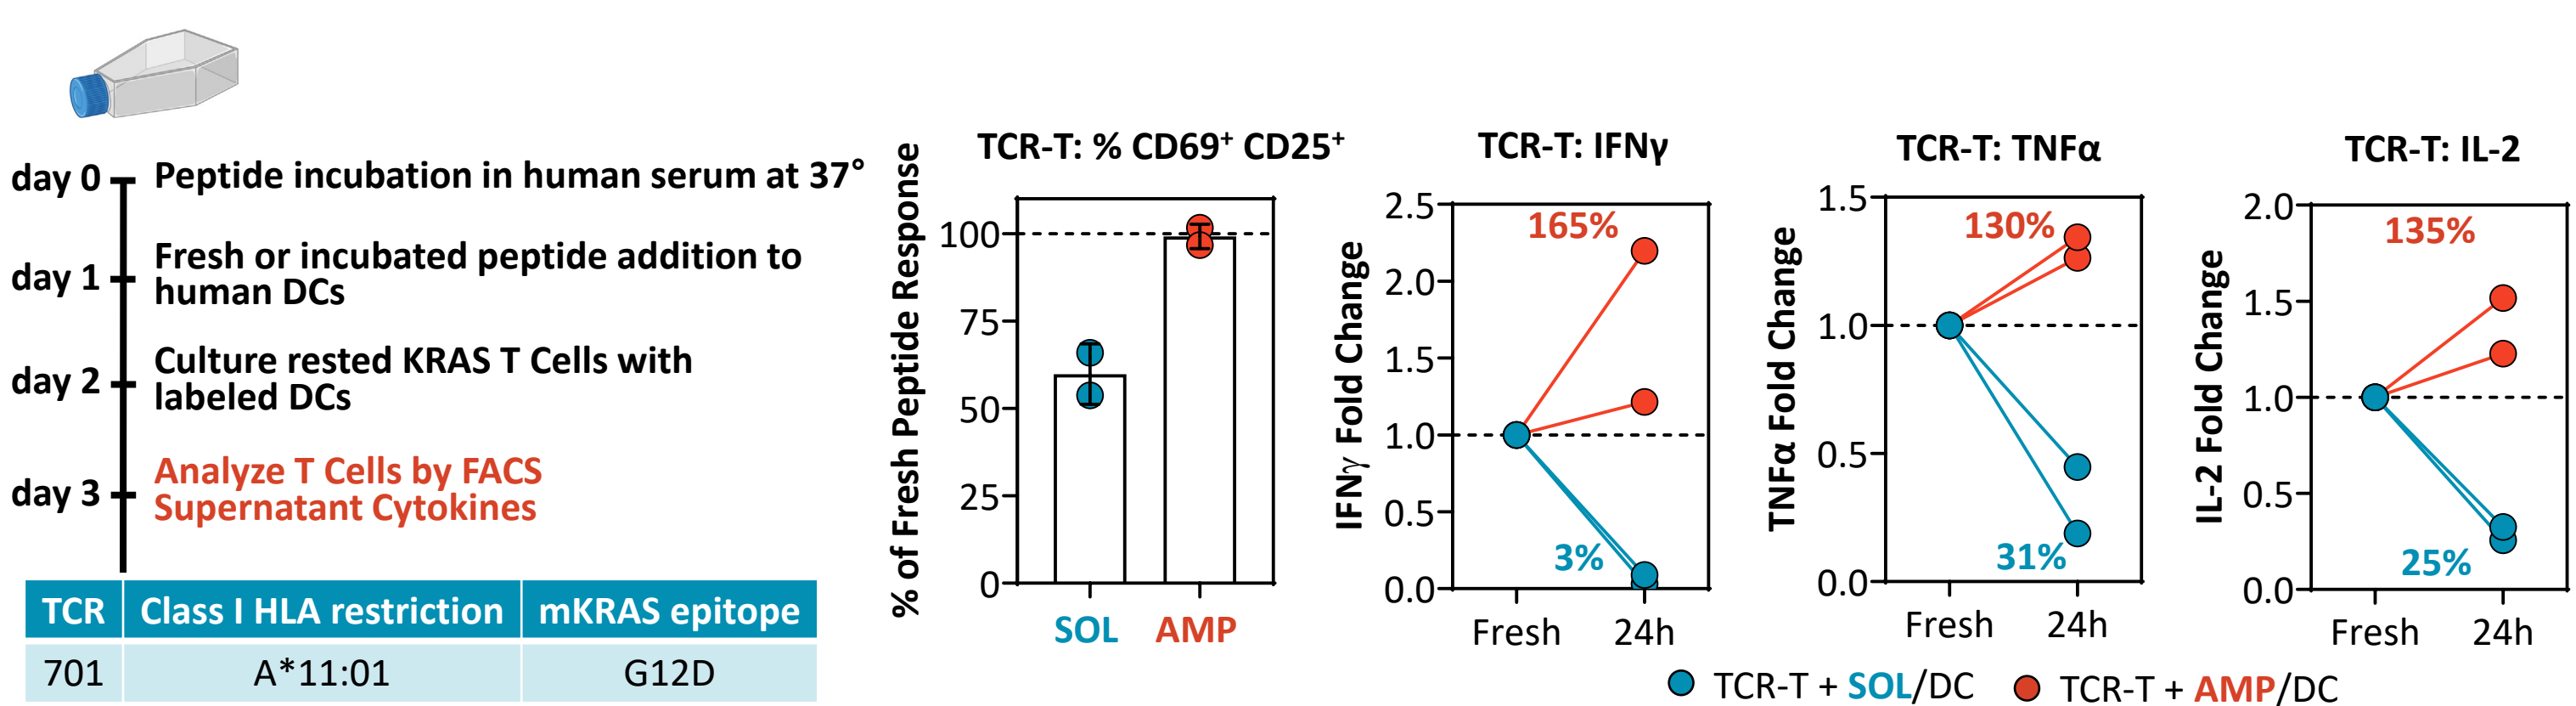 day 0
Peptide incubation in human serum at 37°
day 1
Fresh or incubated peptide addition to
human DCs
day 2
Culture rested KRAS T Cells with
labeled DCs
day 3
Analyze T Cells by FACS
Supernatant Cytokines
TCR Class I HLA restriction mKRAS epitope
701 A*11:01 G12D
TCR-T: % CD69⁺ CD25⁺
% of Fresh Peptide Response
100
75
50
25
0
SOL AMP
TCR-T: IFNγ
IFNγ Fold Change
2.5
2.0
1.5
1.0
0.5
0.0
165%
3%
Fresh 24h
TCR-T: TNFα
TNFα Fold Change
1.5
1.0
0.5
0.0
130%
31%
Fresh 24h
TCR-T: IL-2
IL-2 Fold Change
2.0
1.5
1.0
0.5
0.0
135%
25%
Fresh 24h
TCR-T + SOL/DC TCR-T + AMP/DC